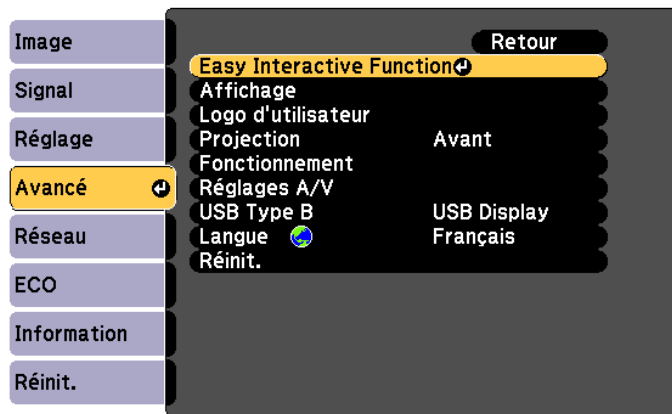 Image
Signal
Réglage
Avancé
Réseau
ECO
Information
Réinit.
Retour
Easy Interactive Function
Affichage
Logo d'utilisateur
Projection Avant
Fonctionnement
Réglages A/V
USB Type B USB Display
Langue Français
Réinit.